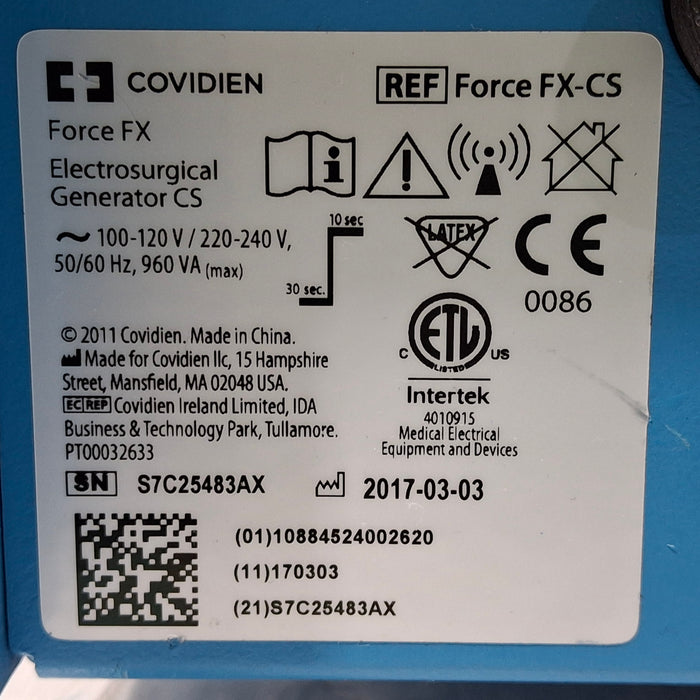 COVIDIEN
REF Force FX-CS
Force FX
Electrosurgical
Generator CS
i
!
~ 100-120 V / 220-240 V,
50/60 Hz, 960 VA (max)
10 sec
30 sec.
LATEX
CE
0086
© 2011 Covidien. Made in China.
Made for Covidien llc, 15 Hampshire
Street, Mansfield, MA 02048 USA.
EC REP Covidien Ireland Limited, IDA
Business & Technology Park, Tullamore.
PT00032633
ETL
LISTED
C US
Intertek
4010915
Medical Electrical
Equipment and Devices
SN S7C25483AX 2017-03-03
(01)10884524002620
(11)170303
(21)S7C25483AX